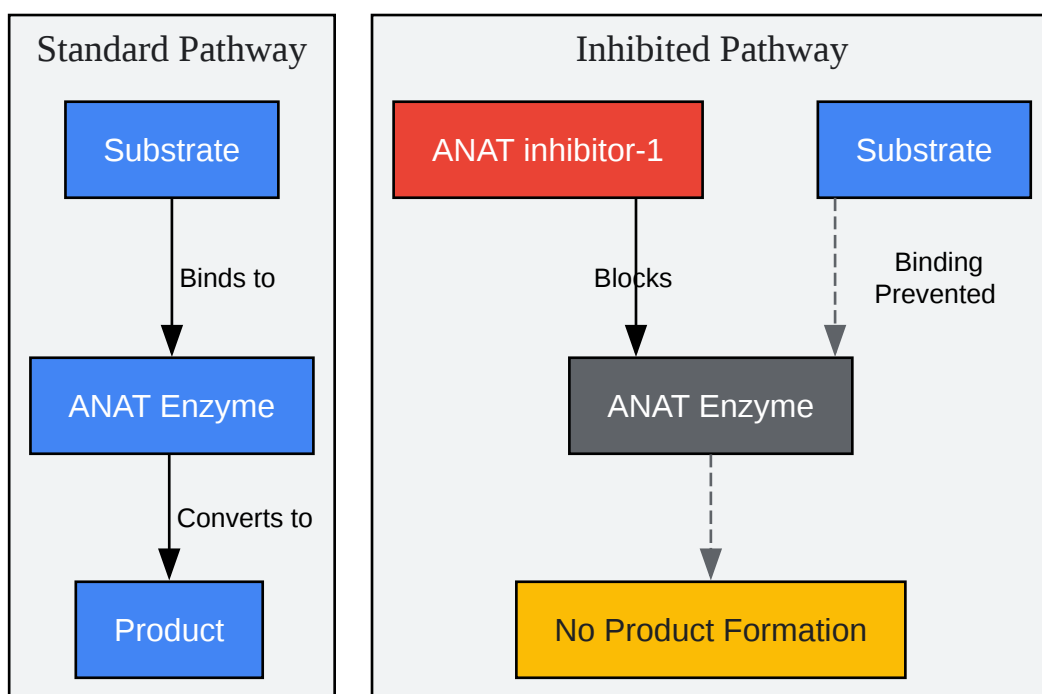 Standard Pathway
Substrate
Binds to
ANAT Enzyme
Converts to
Product
Inhibited Pathway
ANAT inhibitor-1
Substrate
Blocks
Binding
Prevented
ANAT Enzyme
No Product Formation